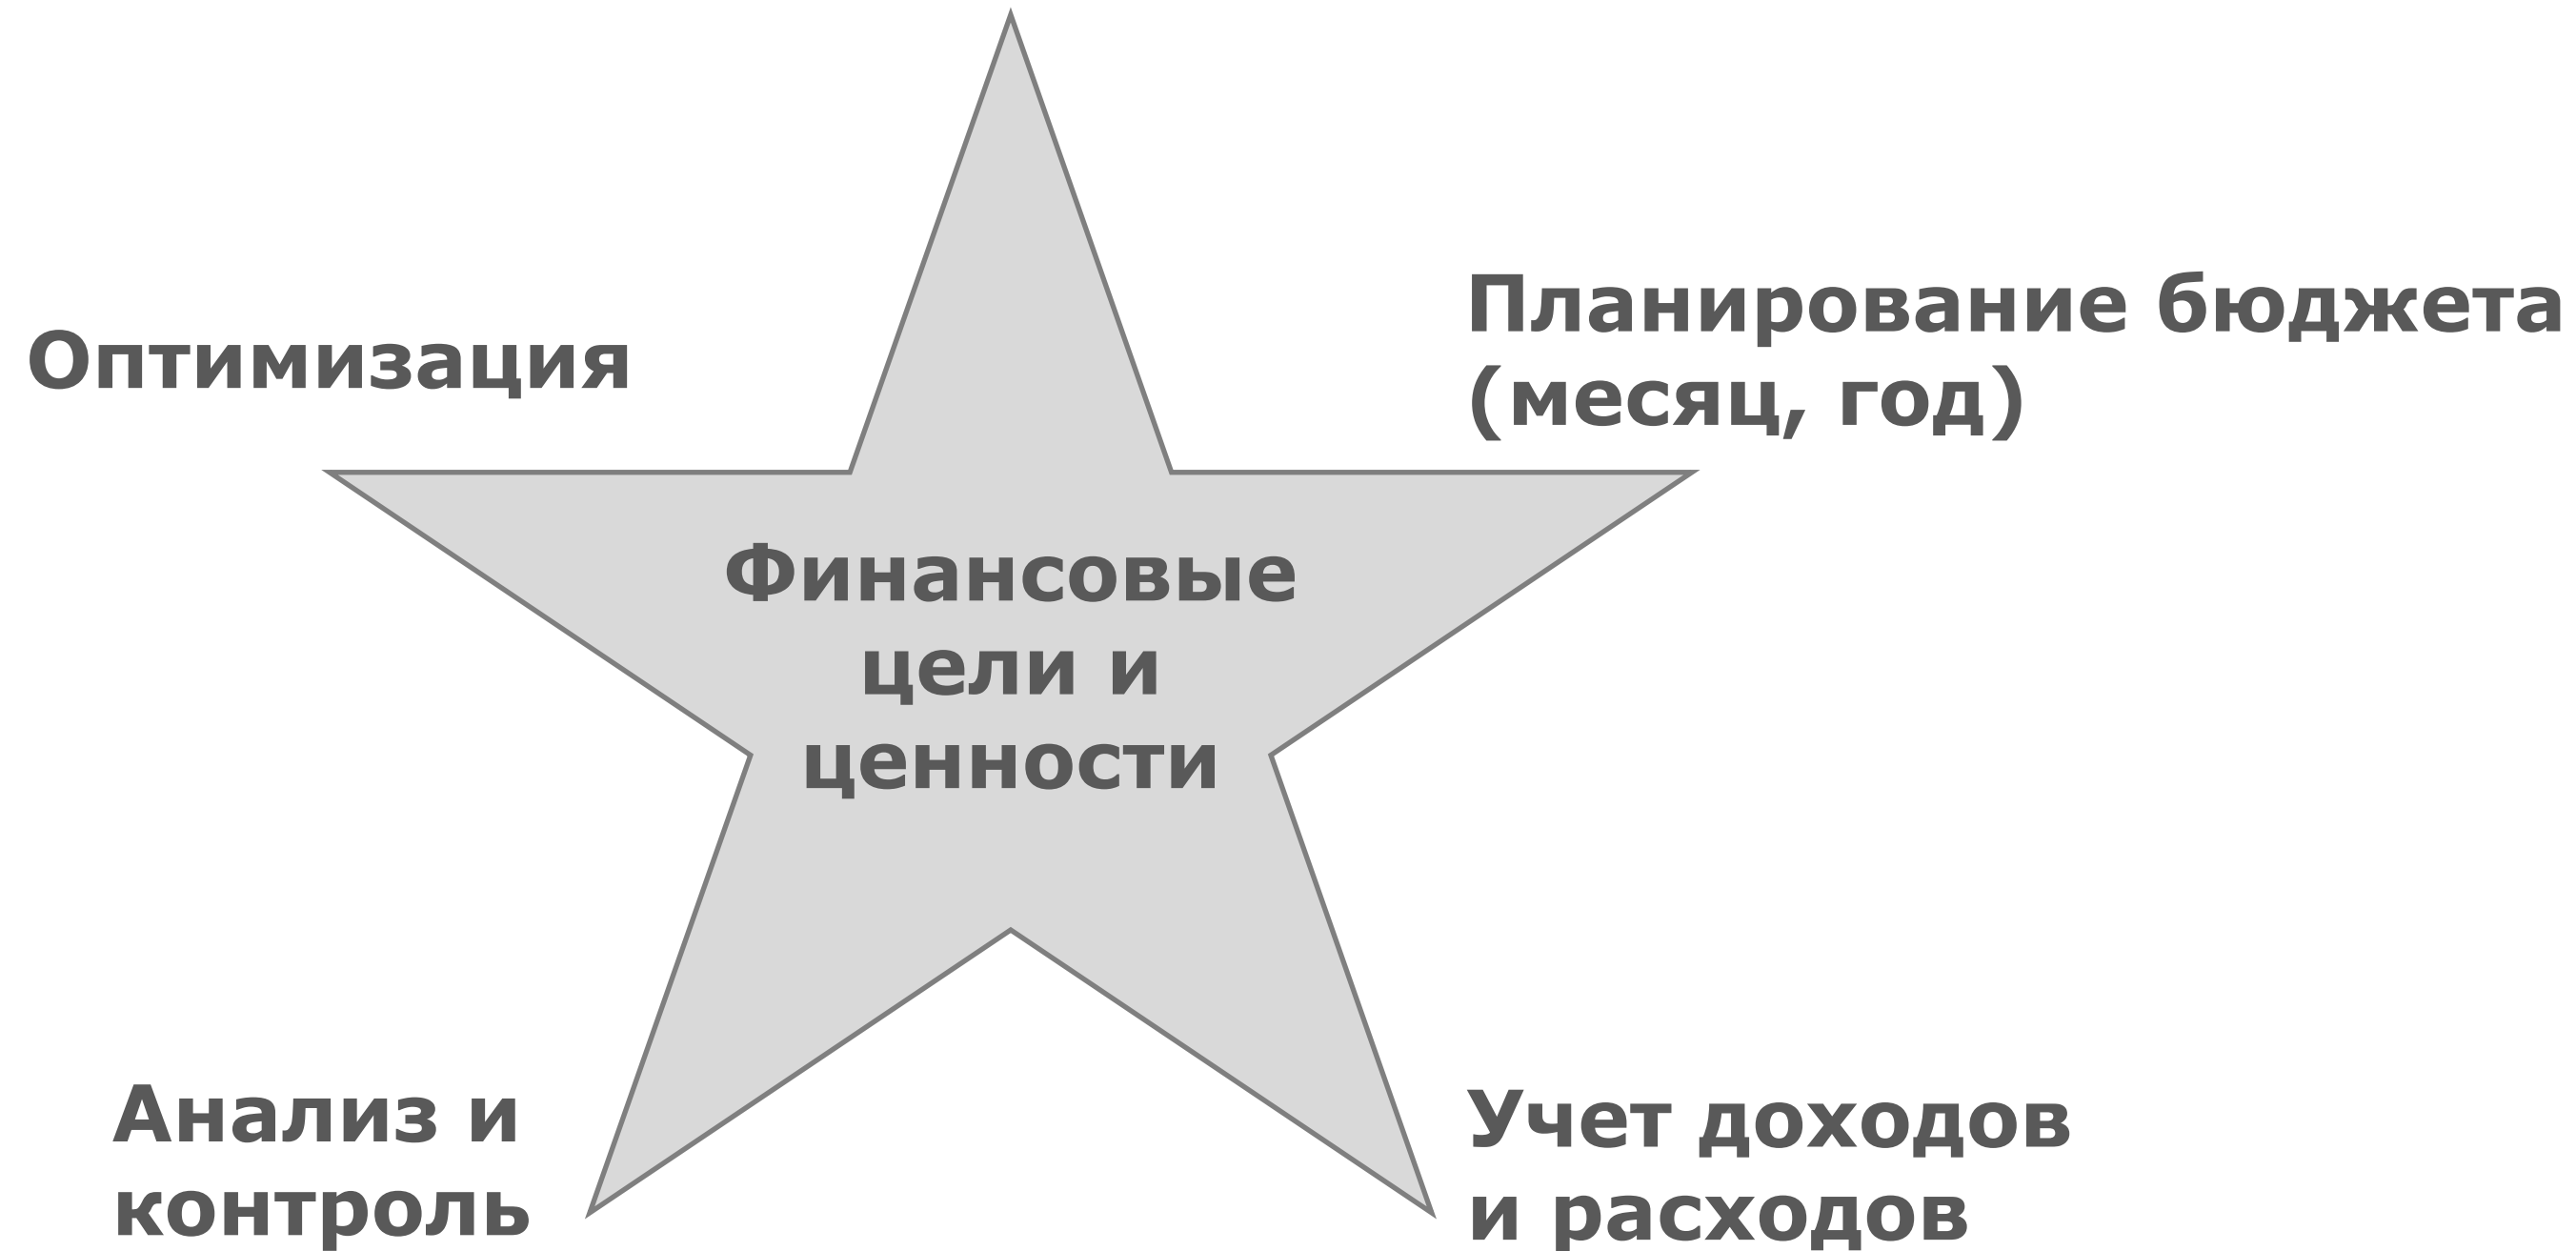 Оптимизация
Планирование бюджета
(месяц, год)
Финансовые
цели и
ценности
Анализ и
контроль
Учет доходов
и расходов